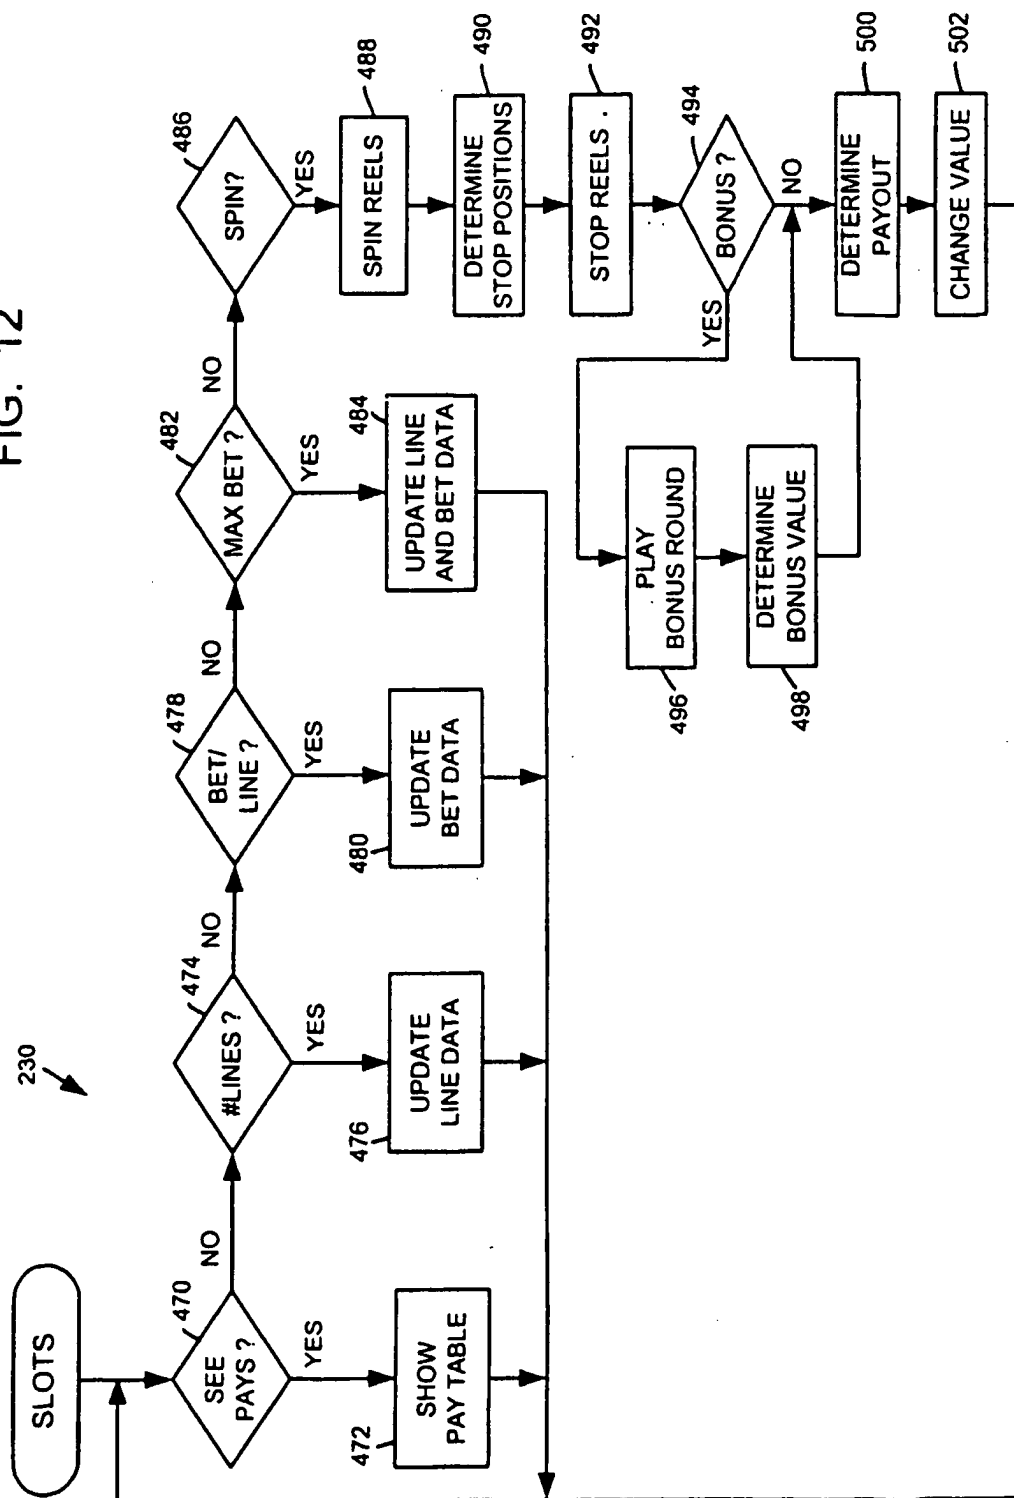 FIG. 12
230
SLOTS
470
SEE
PAYS ?
NO
YES
472
SHOW
PAY TABLE
474
#LINES ?
NO
YES
476
UPDATE
LINE DATA
478
BET/
LINE ?
NO
YES
480
UPDATE
BET DATA
482
MAX BET ?
NO
YES
484
UPDATE LINE
AND BET DATA
486
SPIN?
YES
488
SPIN REELS
490
DETERMINE
STOP POSITIONS
492
STOP REELS .
494
BONUS ?
YES
NO
496
PLAY
BONUS ROUND
498
DETERMINE
BONUS VALUE
500
DETERMINE
PAYOUT
502
CHANGE VALUE